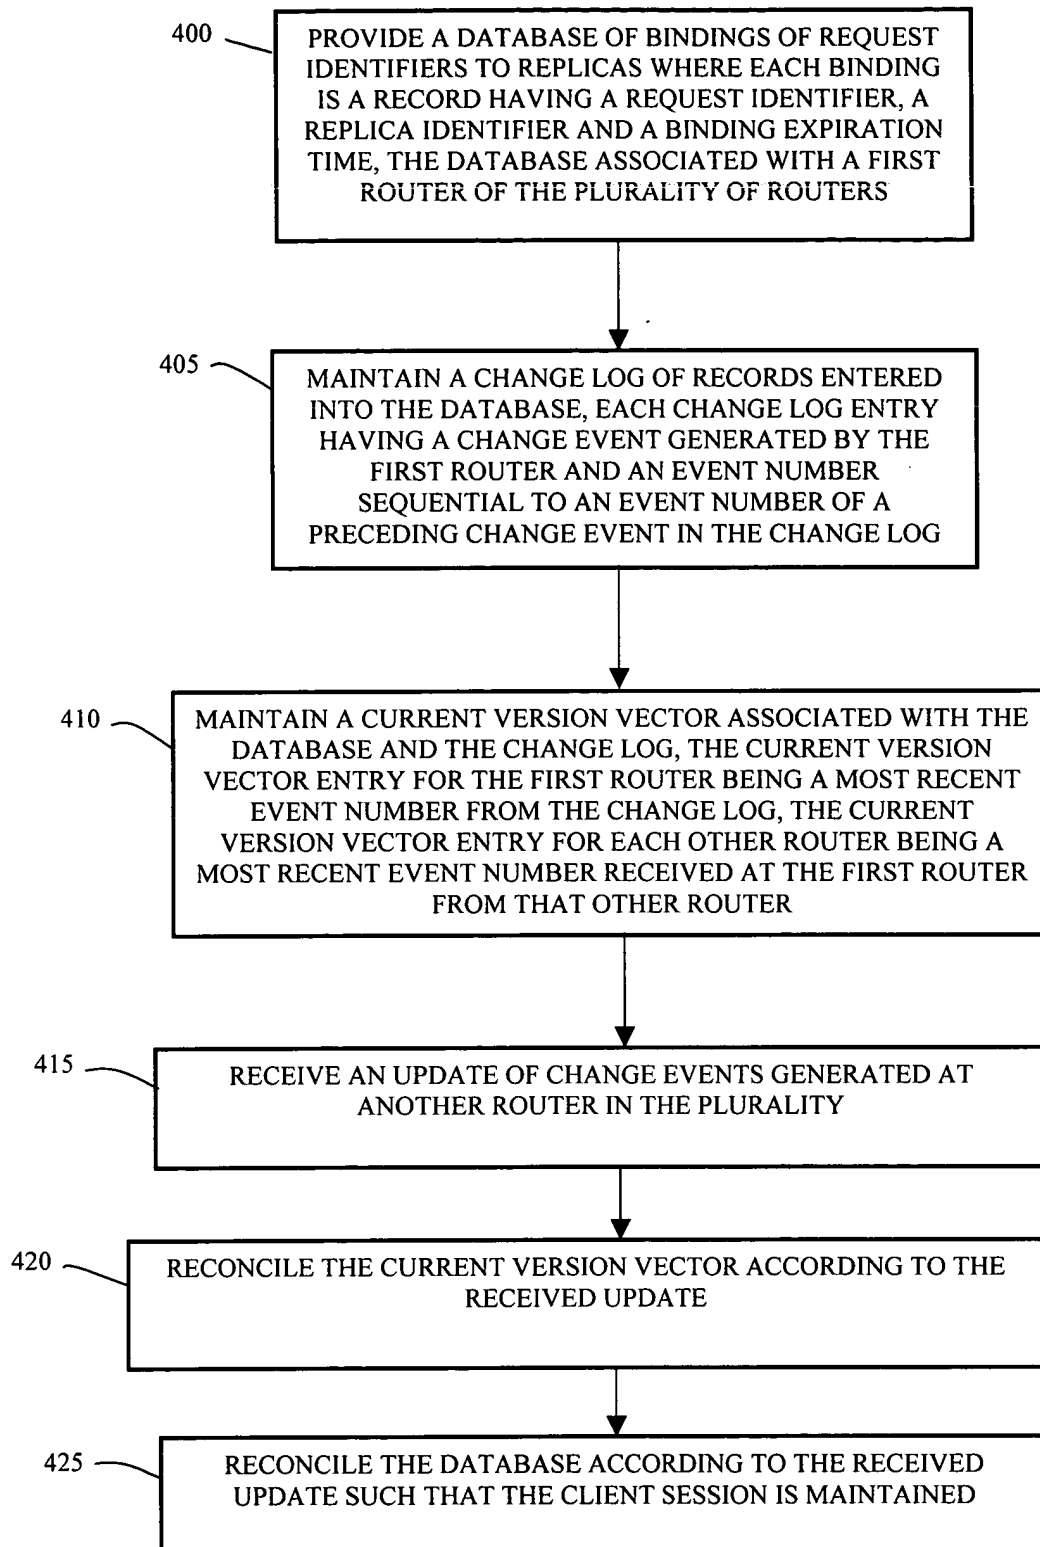 400
PROVIDE A DATABASE OF BINDINGS OF REQUEST
IDENTIFIERS TO REPLICAS WHERE EACH BINDING
IS A RECORD HAVING A REQUEST IDENTIFIER, A
REPLICA IDENTIFIER AND A BINDING EXPIRATION
TIME, THE DATABASE ASSOCIATED WITH A FIRST
ROUTER OF THE PLURALITY OF ROUTERS
405
MAINTAIN A CHANGE LOG OF RECORDS ENTERED
INTO THE DATABASE, EACH CHANGE LOG ENTRY
HAVING A CHANGE EVENT GENERATED BY THE
FIRST ROUTER AND AN EVENT NUMBER
SEQUENTIAL TO AN EVENT NUMBER OF A
PRECEDING CHANGE EVENT IN THE CHANGE LOG
410
MAINTAIN A CURRENT VERSION VECTOR ASSOCIATED WITH THE
DATABASE AND THE CHANGE LOG, THE CURRENT VERSION
VECTOR ENTRY FOR THE FIRST ROUTER BEING A MOST RECENT
EVENT NUMBER FROM THE CHANGE LOG, THE CURRENT
VERSION VECTOR ENTRY FOR EACH OTHER ROUTER BEING A
MOST RECENT EVENT NUMBER RECEIVED AT THE FIRST ROUTER
FROM THAT OTHER ROUTER
415
RECEIVE AN UPDATE OF CHANGE EVENTS GENERATED AT
ANOTHER ROUTER IN THE PLURALITY
420
RECONCILE THE CURRENT VERSION VECTOR ACCORDING TO THE
RECEIVED UPDATE
425
RECONCILE THE DATABASE ACCORDING TO THE RECEIVED
UPDATE SUCH THAT THE CLIENT SESSION IS MAINTAINED